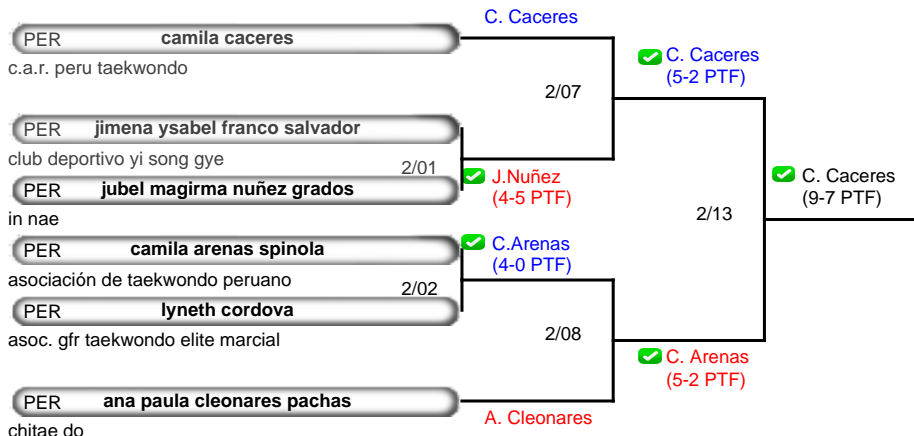 C. Caceres
PER camila caceres
c.a.r. peru taekwondo
C. Caceres
(5-2 PTF)
2/07
PER jimena ysabel franco salvador
club deportivo yi song gye
2/01
PER jubel magirma nuñez grados
in nae
J.Nuñez
(4-5 PTF)
C. Caceres
(9-7 PTF)
2/13
PER camila arenas spinola
asociación de taekwondo peruano
C.Arenas
(4-0 PTF)
2/02
PER lyneth cordova
asoc. gfr taekwondo elite marcial
2/08
C. Arenas
(5-2 PTF)
PER ana paula cleonares pachas
chitae do
A. Cleonares